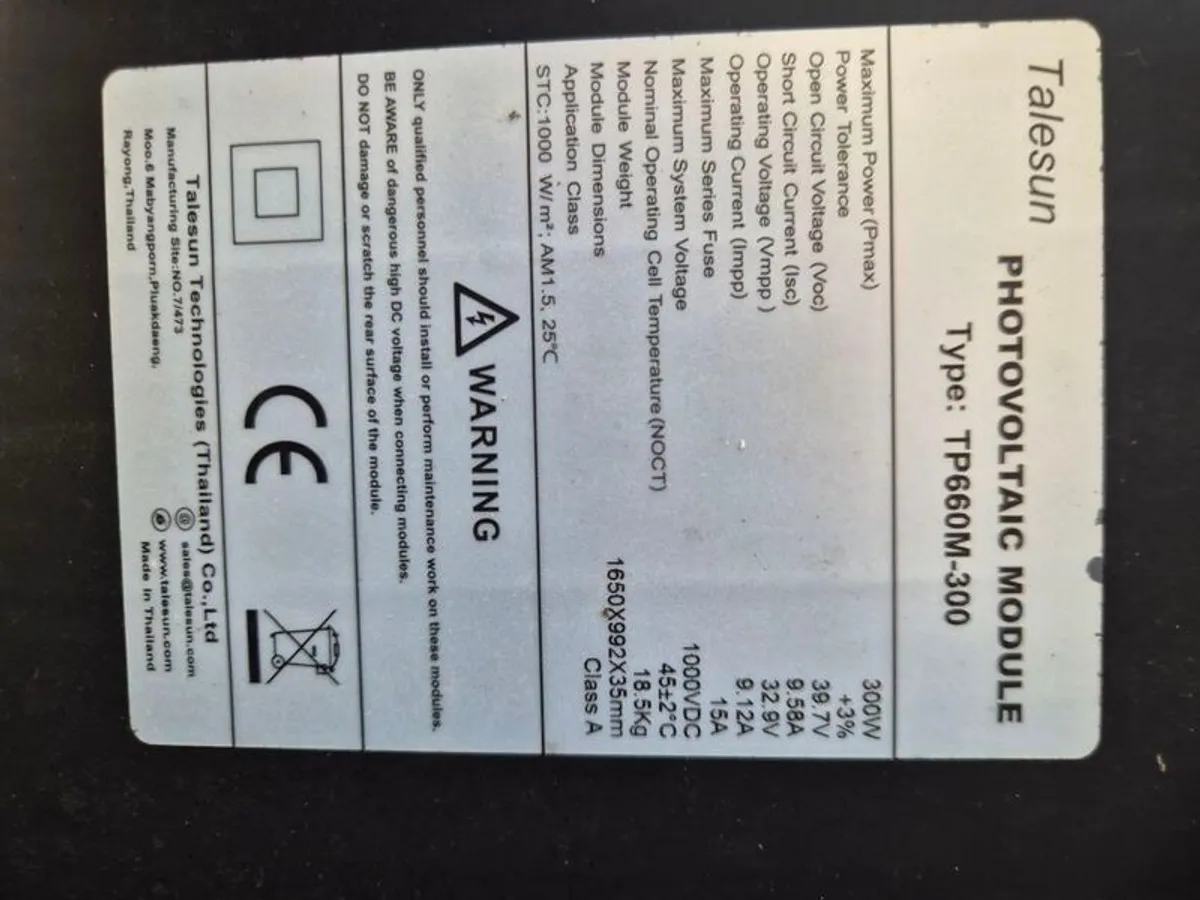 Talesun
PHOTOVOLTAIC MODULE
Type: TP660M-300
Maximum Power (Pmax) 300W
Power Tolerance +3%
Open Circuit Voltage (Voc) 39.7V
Short Circuit Current (Isc) 9.58A
Operating Voltage (Vmpp ) 32.9V
Operating Current (Impp) 9.12A
Maximum Series Fuse 15A
Maximum System Voltage 1000VDC
Nominal Operating Cell Temperature (NOCT) 45±2°C
Module Weight 18.5Kg
Module Dimensions 1650X992X35mm
Application Class Class A
STC:1000 W/m²; AM1.5, 25°C
WARNING
ONLY qualified personnel should install or perform maintenance work on these modules.
BE AWARE of dangerous high DC voltage when connecting modules.
DO NOT damage or scratch the rear surface of the module.
CE
Talesun Technologies (Thailand) Co.,Ltd
Manufacturing Site:NO.7/473 sales@talesun.com
Moo.6 Mabyangporn,Pluakdaeng, www.talesun.com
Rayong,Thailand Made in Thailand